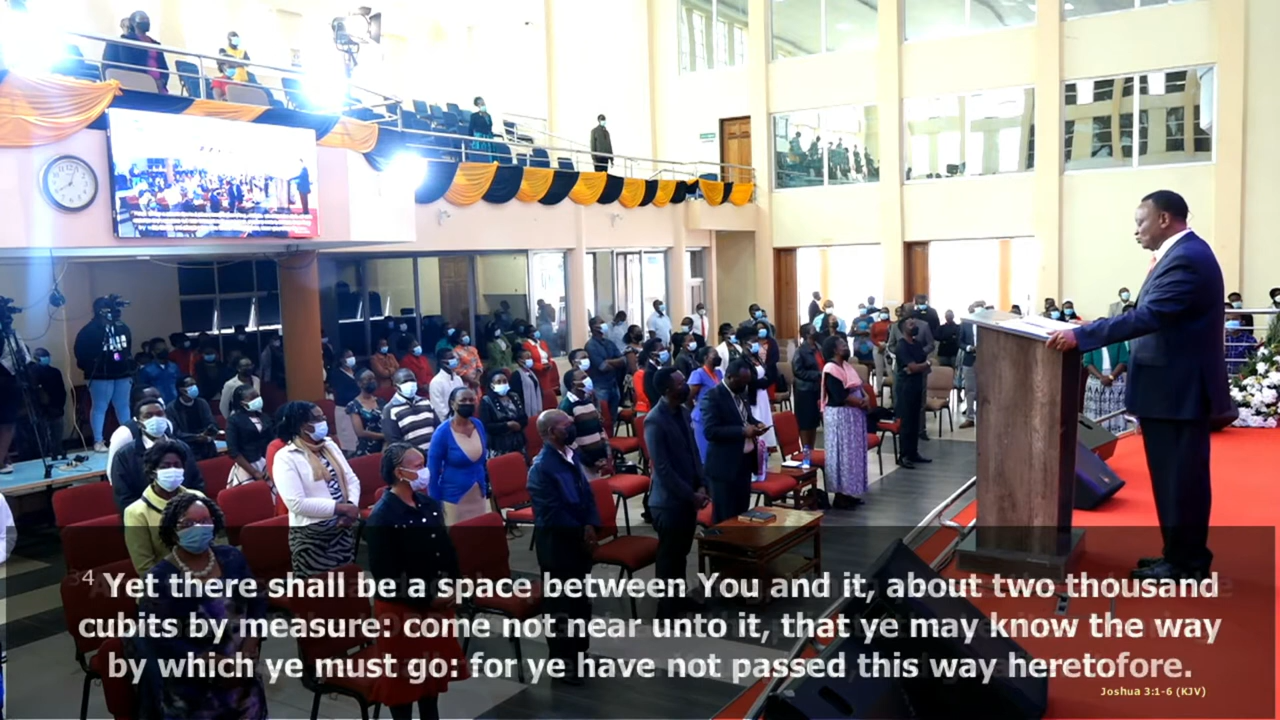 4 Yet there shall be a space between You and it, about two thousand
cubits by measure: come not near unto it, that ye may know the way
by which ye must go: for ye have not passed this way heretofore.
Joshua 3:1-6 (KJV)